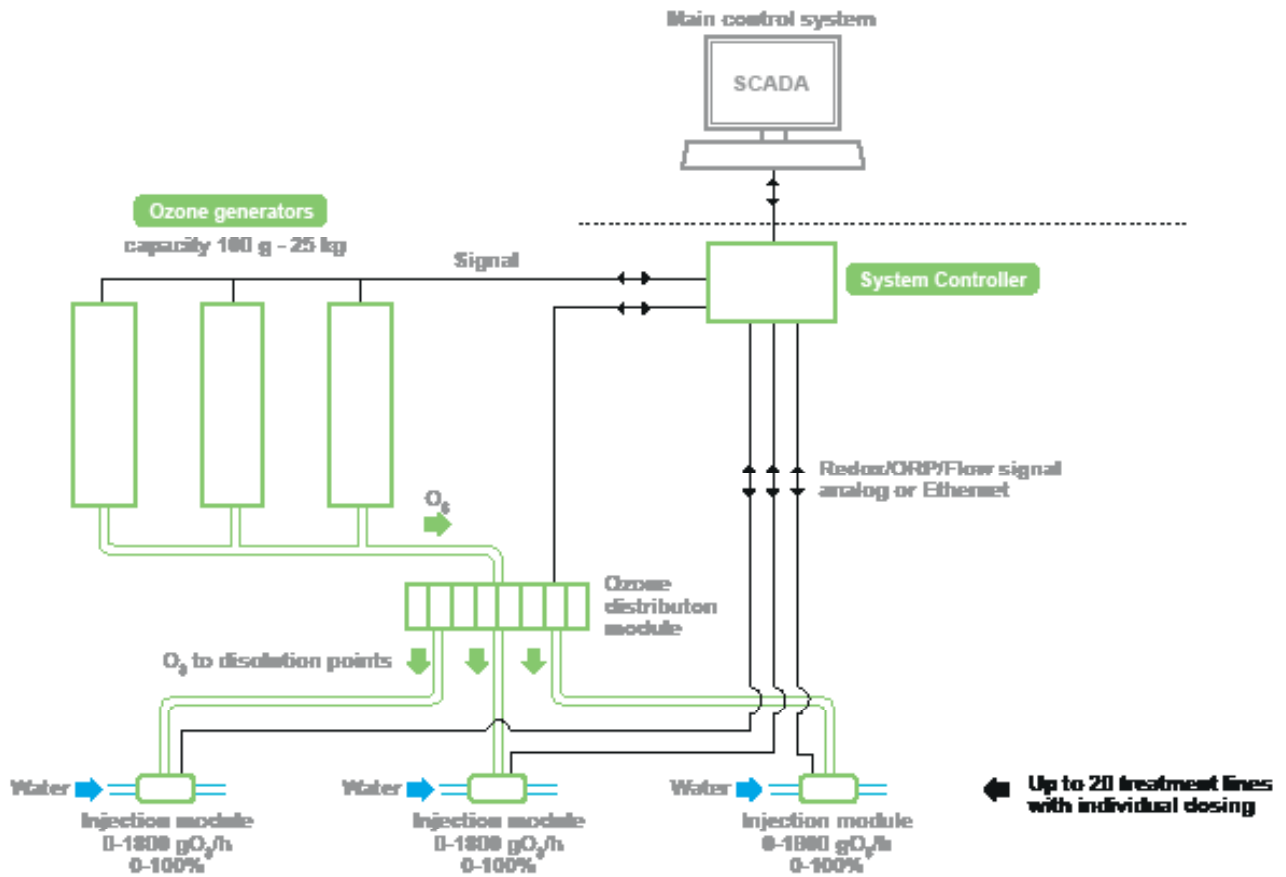 Main control system
SCADA
Ozone generators
capacity 100 g - 25 kg
Signal
System Controller
Redox/ORP/Flow signal
analog or Ethernet
O₃
Ozone
distributon
module
O₃ to disolution points
Water
Water
Water
Injection module
0-1800 gO₃/h
0-100%
Injection module
0-1800 gO₃/h
0-100%
Injection module
0-1800 gO₃/h
0-100%
Up to 20 treatment lines
with individual dosing